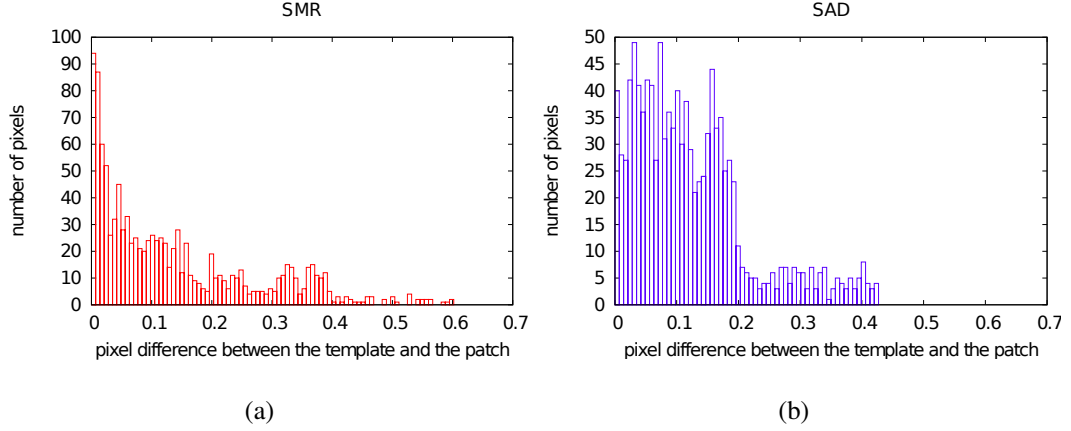 SMR
100
90
80
70
60
50
40
30
20
10
0
number of pixels
0 0.1 0.2 0.3 0.4 0.5 0.6 0.7
pixel difference between the template and the patch
(a)
SAD
50
45
40
35
30
25
20
15
10
5
0
number of pixels
0 0.1 0.2 0.3 0.4 0.5 0.6 0.7
pixel difference between the template and the patch
(b)